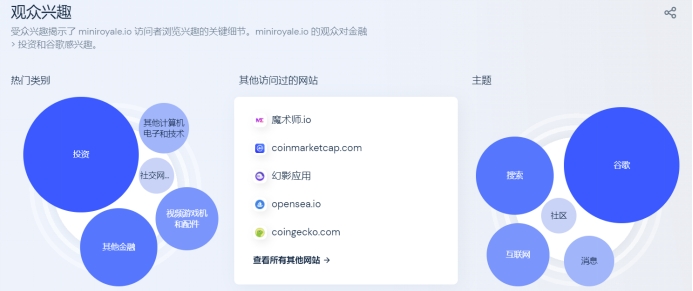 观众兴趣
受众兴趣揭示了 miniroyale.io 访问者浏览兴趣的关键细节。miniroyale.io 的观众对金融
> 投资和谷歌感兴趣。
热门类别
其他访问过的网站
主题
投资
其他计算机
电子和技术
社交网...
视频游戏机
和配件
其他金融
魔术师.io
coinmarketcap.com
幻影应用
opensea.io
coingecko.com
查看所有其他网站 →
谷歌
搜索
社区
互联网
消息